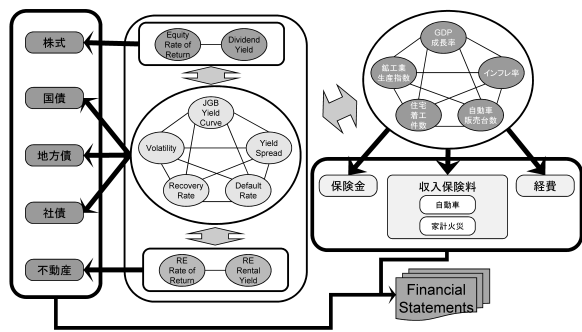 株式
国債
地方債
社債
不動産
Equity
Rate of
Return
Dividend
Yield
JGB
Yield
Curve
Volatility
Yield
Spread
Recovery
Rate
Default
Rate
RE
Rate of
Return
RE
Rental
Yield
GDP
成長率
鉱工業
生産指数
インフレ率
住宅
着工
件数
自動車
販売台数
保険金
収入保険料
自動車
家計火災
経費
Financial
Statements